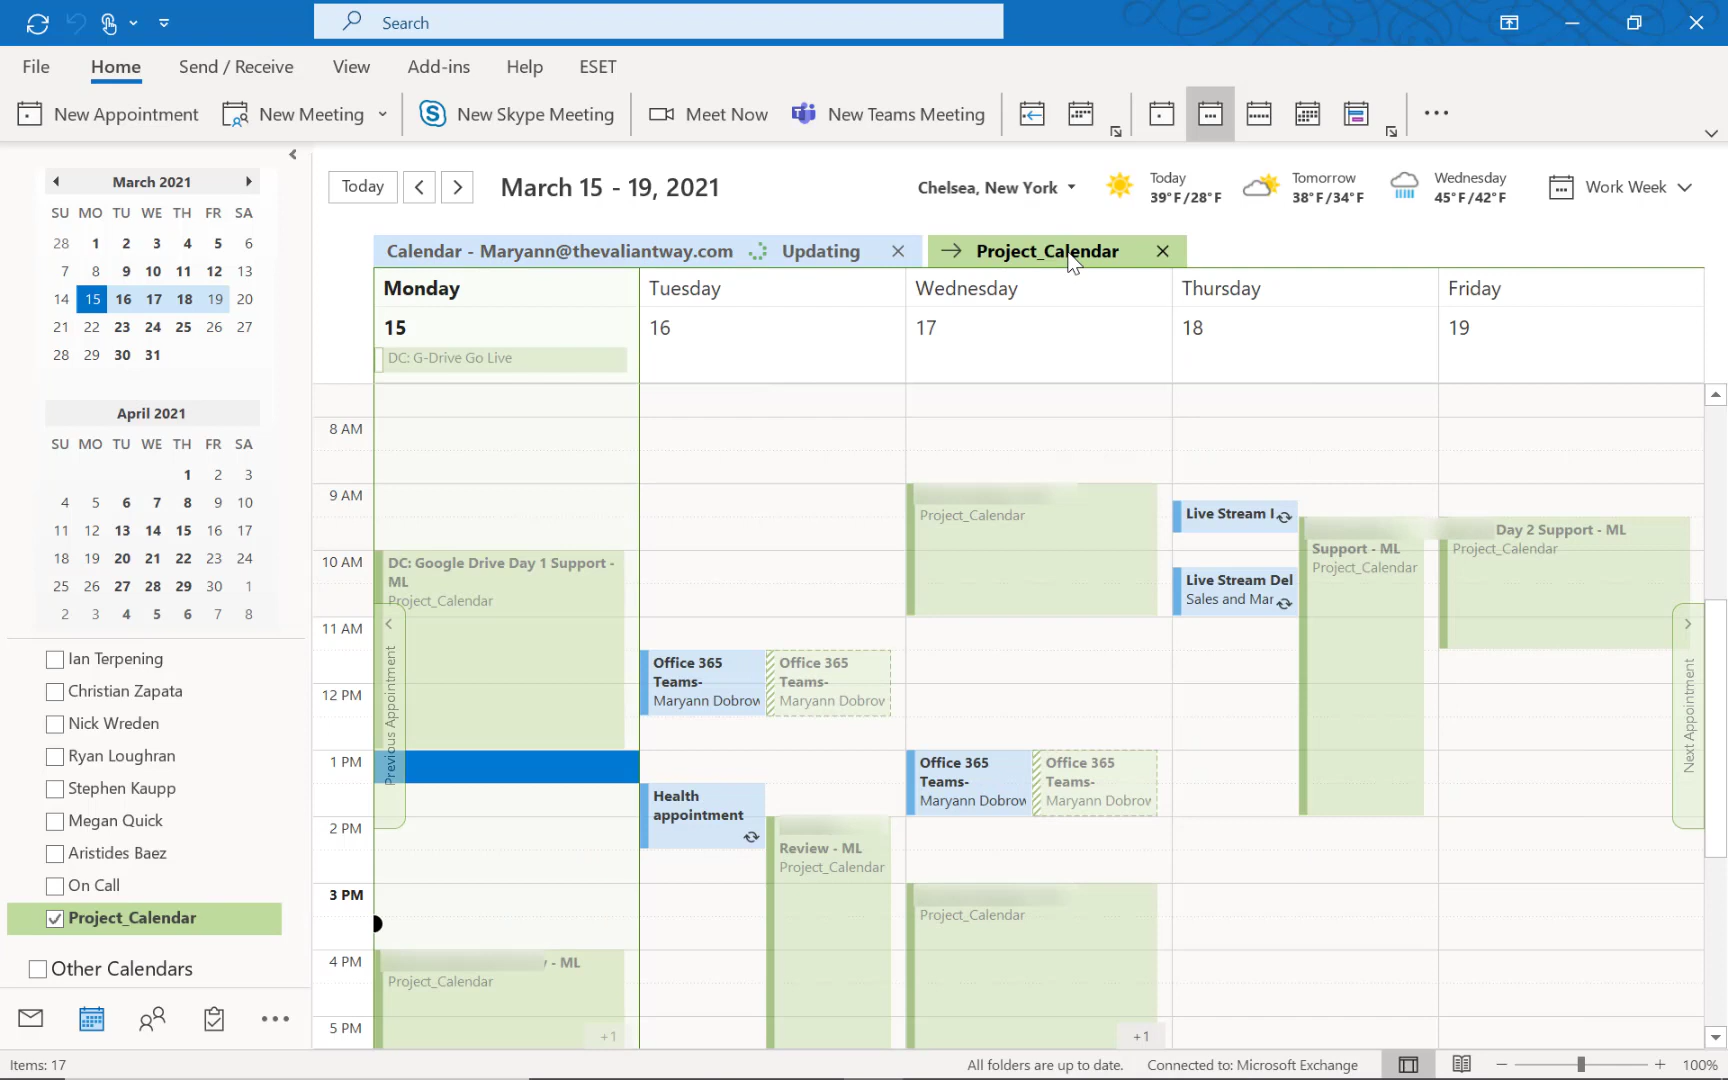 Search
File Home Send / Receive View Add-ins Help ESET
New Appointment New Meeting New Skype Meeting Meet Now New Teams Meeting
March 2021
SU MO TU WE TH FR SA
28 1 2 3 4 5 6
7 8 9 10 11 12 13
14 15 16 17 18 19 20
21 22 23 24 25 26 27
28 29 30 31
April 2021
SU MO TU WE TH FR SA
1 2 3
4 5 6 7 8 9 10
11 12 13 14 15 16 17
18 19 20 21 22 23 24
25 26 27 28 29 30 1
2 3 4 5 6 7 8
Ian Terpening
Christian Zapata
Nick Wreden
Ryan Loughran
Stephen Kaupp
Megan Quick
Aristides Baez
On Call
Project_Calendar
Other Calendars
Today
March 15 - 19, 2021
Chelsea, New York
Today
39°F/28°F
Tomorrow
38°F/34°F
Wednesday
45°F/42°F
Work Week
Calendar - Maryann@thevaliantway.com Updating
Project_Calendar
Monday Tuesday Wednesday Thursday Friday
15 16 17 18 19
DC: G-Drive Go Live
8 AM
9 AM
10 AM
11 AM
12 PM
1 PM
2 PM
3 PM
4 PM
5 PM
Previous Appointment
DC: Google Drive Day 1 Support -
ML
Project_Calendar
- ML
Project_Calendar
+1
Office 365
Teams-
Maryann Dobrov
Office 365
Teams-
Maryann Dobrov
Health
appointment
Review - ML
Project_Calendar
Project_Calendar
Office 365
Teams-
Maryann Dobrov
Office 365
Teams-
Maryann Dobrov
Project_Calendar
+1
Live Stream I
Live Stream Del
Sales and Mar
Support - ML
Project_Calendar
Day 2 Support - ML
Project_Calendar
Next Appointment
Items: 17
All folders are up to date.
Connected to: Microsoft Exchange
100%